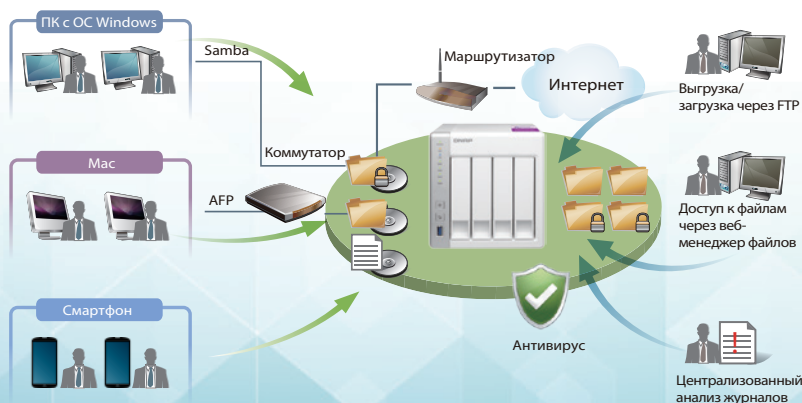 ПК с ОС Windows
Samba
Маршрутизатор
Интернет
Выгрузка/
загрузка через FTP
Коммутатор
QNAP
Mac
AFP
Доступ к файлам
через веб-
менеджер файлов
Смартфон
Антивирус
Централизованный
анализ журналов